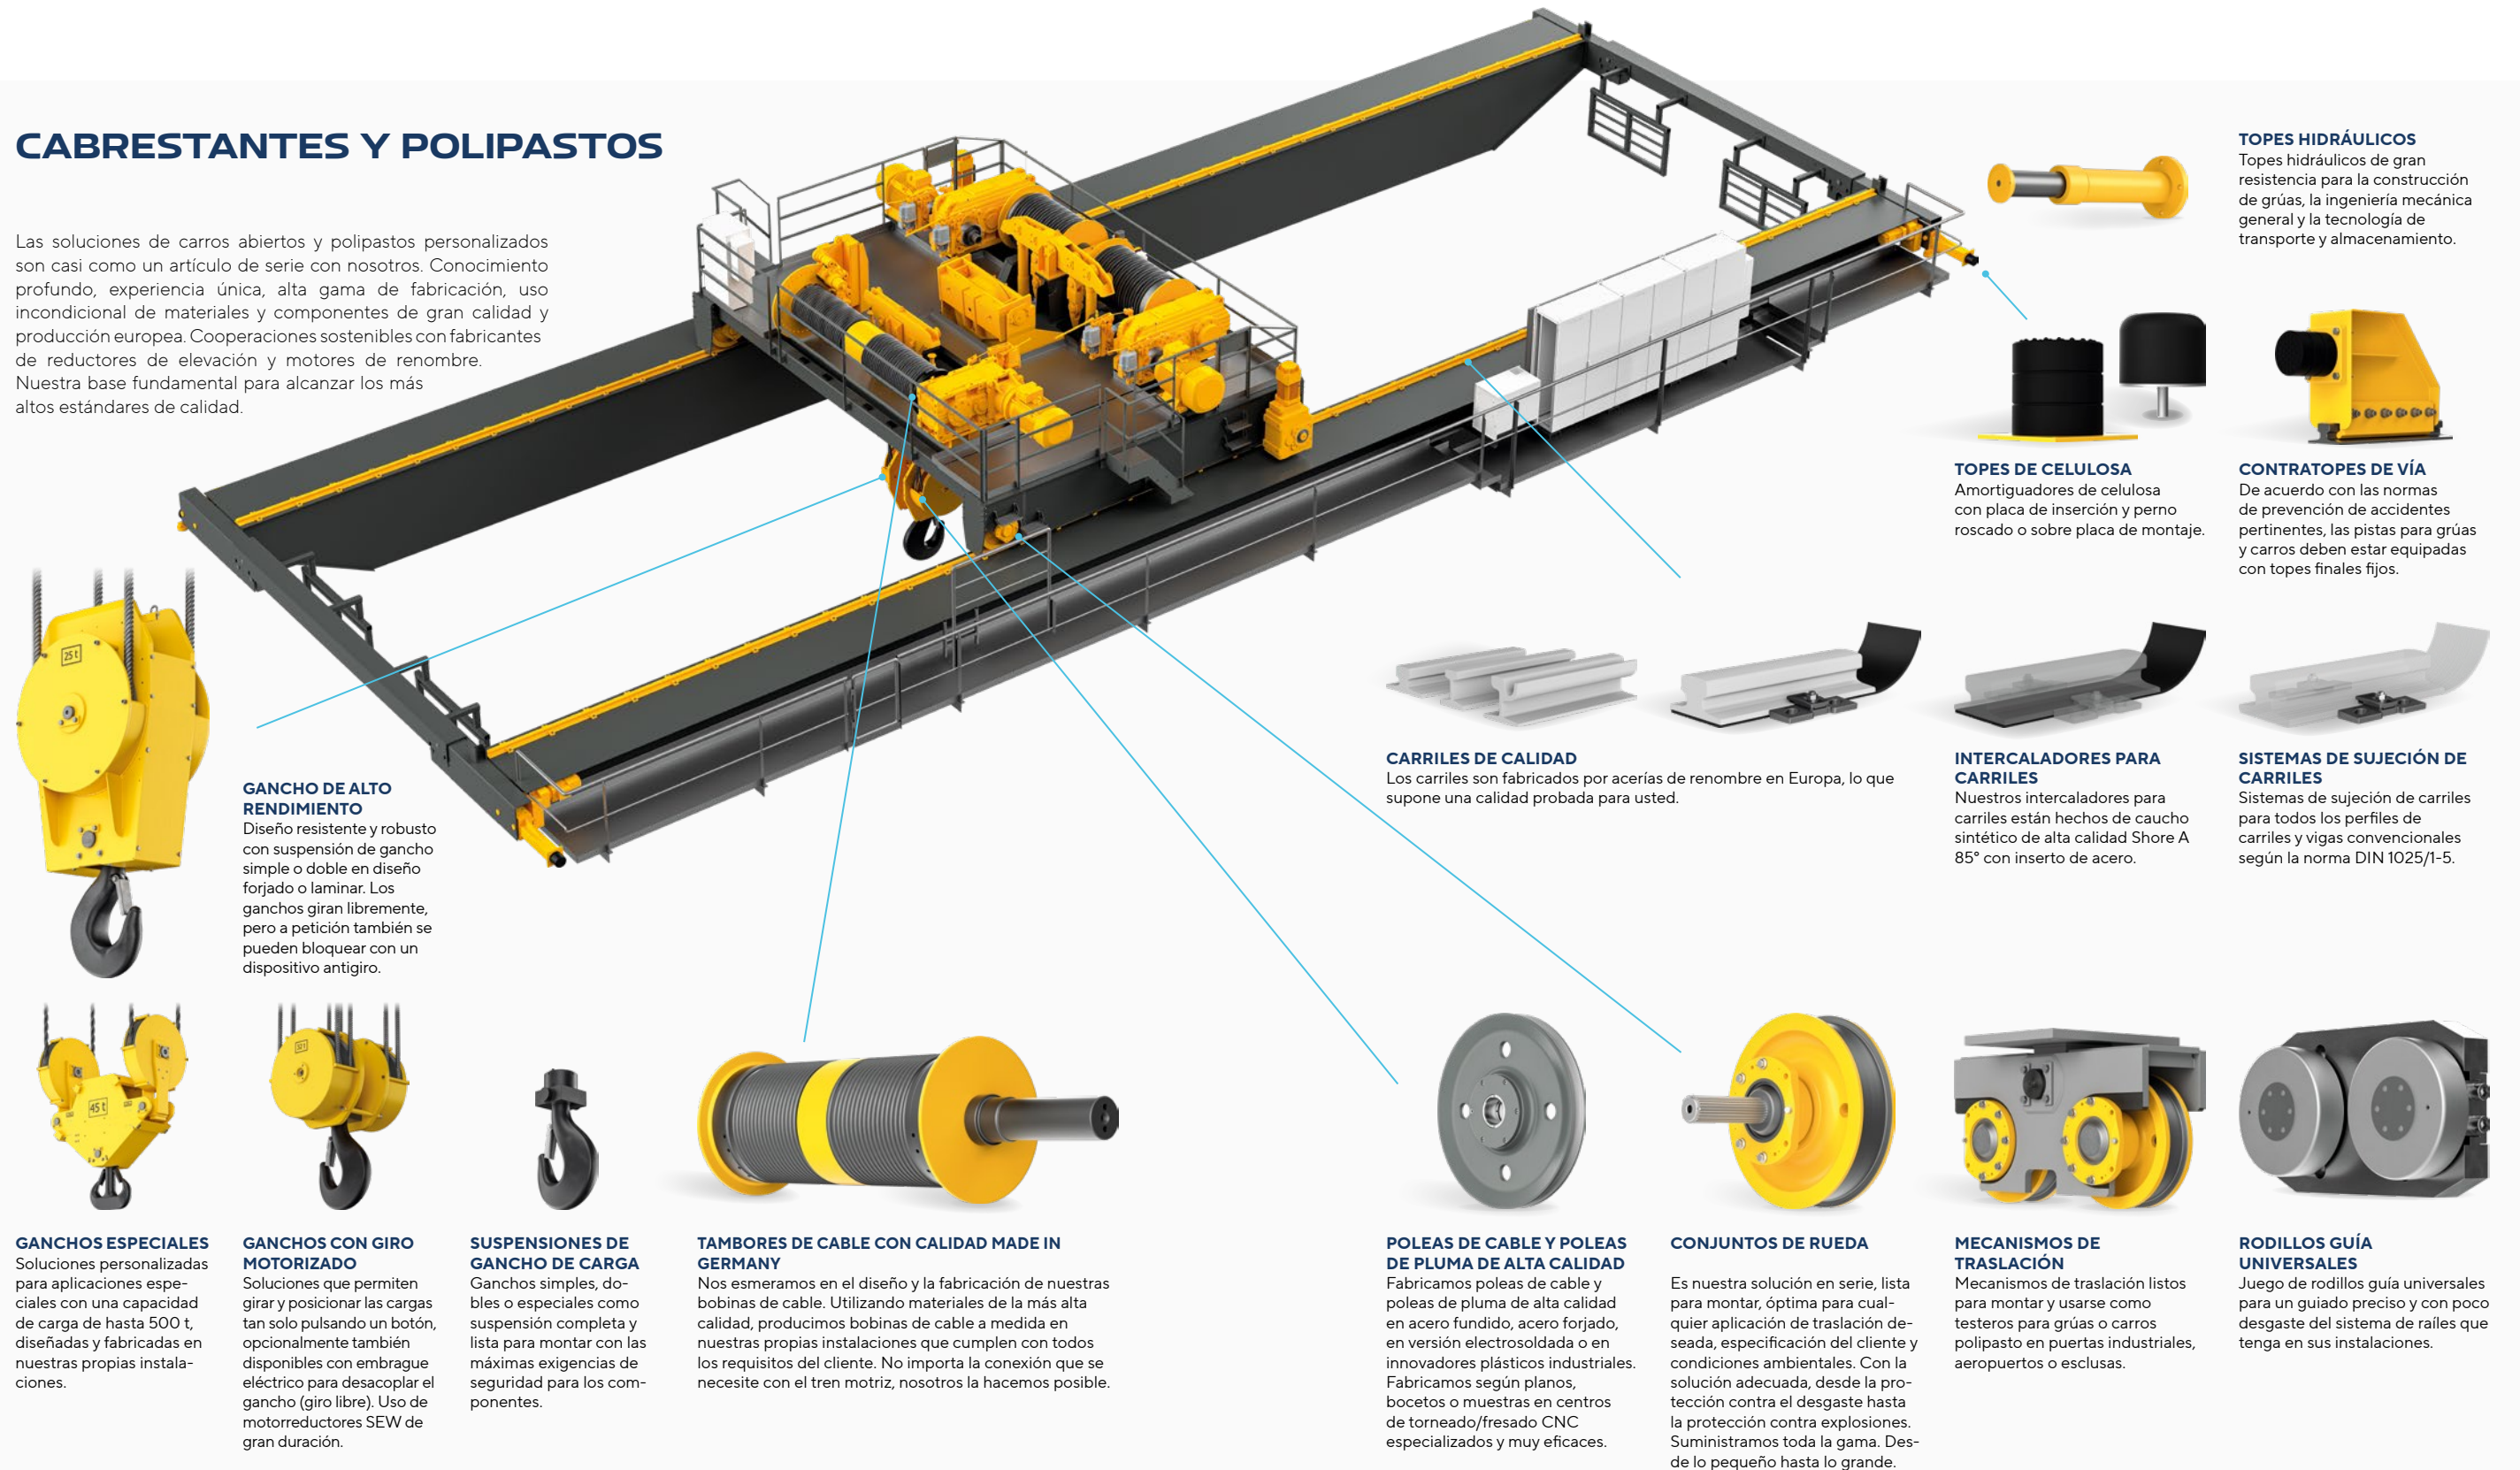 CABRESTANTES Y POLIPASTOS
Las soluciones de carros abiertos y polipastos personalizados
son casi como un artículo de serie con nosotros. Conocimiento
profundo, experiencia única, alta gama de fabricación, uso
incondicional de materiales y componentes de gran calidad y
producción europea. Cooperaciones sostenibles con fabricantes
de reductores de elevación y motores de renombre.
Nuestra base fundamental para alcanzar los más
altos estándares de calidad.
TOPES HIDRÁULICOS
Topes hidráulicos de gran
resistencia para la construcción
de grúas, la ingeniería mecánica
general y la tecnología de
transporte y almacenamiento.
TOPES DE CELULOSA
Amortiguadores de celulosa
con placa de inserción y perno
roscado o sobre placa de montaje.
CONTRATOPES DE VÍA
De acuerdo con las normas
de prevención de accidentes
pertinentes, las pistas para grúas
y carros deben estar equipadas
con topes finales fijos.
25 t
GANCHO DE ALTO
RENDIMIENTO
Diseño resistente y robusto
con suspensión de gancho
simple o doble en diseño
forjado o laminar. Los
ganchos giran libremente,
pero a petición también se
pueden bloquear con un
dispositivo antigiro.
CARRILES DE CALIDAD
Los carriles son fabricados por acerías de renombre en Europa, lo que
supone una calidad probada para usted.
INTERCALADORES PARA
CARRILES
Nuestros intercaladores para
carriles están hechos de caucho
sintético de alta calidad Shore A
85° con inserto de acero.
SISTEMAS DE SUJECIÓN DE
CARRILES
Sistemas de sujeción de carriles
para todos los perfiles de
carriles y vigas convencionales
según la norma DIN 1025/1-5.
45 t
32 t
GANCHOS ESPECIALES
Soluciones personalizadas
para aplicaciones espe-
ciales con una capacidad
de carga de hasta 500 t,
diseñadas y fabricadas en
nuestras propias instala-
ciones.
GANCHOS CON GIRO
MOTORIZADO
Soluciones que permiten
girar y posicionar las cargas
tan solo pulsando un botón,
opcionalmente también
disponibles con embrague
eléctrico para desacoplar el
gancho (giro libre). Uso de
motorreductores SEW de
gran duración.
SUSPENSIONES DE
GANCHO DE CARGA
Ganchos simples, do-
bles o especiales como
suspensión completa y
lista para montar con las
máximas exigencias de
seguridad para los com-
ponentes.
TAMBORES DE CABLE CON CALIDAD MADE IN
GERMANY
Nos esmeramos en el diseño y la fabricación de nuestras
bobinas de cable. Utilizando materiales de la más alta
calidad, producimos bobinas de cable a medida en
nuestras propias instalaciones que cumplen con todos
los requisitos del cliente. No importa la conexión que se
necesite con el tren motriz, nosotros la hacemos posible.
POLEAS DE CABLE Y POLEAS
DE PLUMA DE ALTA CALIDAD
Fabricamos poleas de cable y
poleas de pluma de alta calidad
en acero fundido, acero forjado,
en versión electrosoldada o en
innovadores plásticos industriales.
Fabricamos según planos,
bocetos o muestras en centros
de torneado/fresado CNC
especializados y muy eficaces.
CONJUNTOS DE RUEDA
Es nuestra solución en serie, lista
para montar, óptima para cual-
quier aplicación de traslación de-
seada, especificación del cliente y
condiciones ambientales. Con la
solución adecuada, desde la pro-
tección contra el desgaste hasta
la protección contra explosiones.
Suministramos toda la gama. Des-
de lo pequeño hasta lo grande.
MECANISMOS DE
TRASLACIÓN
Mecanismos de traslación listos
para montar y usarse como
testeros para grúas o carros
polipasto en puertas industriales,
aeropuertos o esclusas.
RODILLOS GUÍA
UNIVERSALES
Juego de rodillos guía universales
para un guiado preciso y con poco
desgaste del sistema de raíles que
tenga en sus instalaciones.